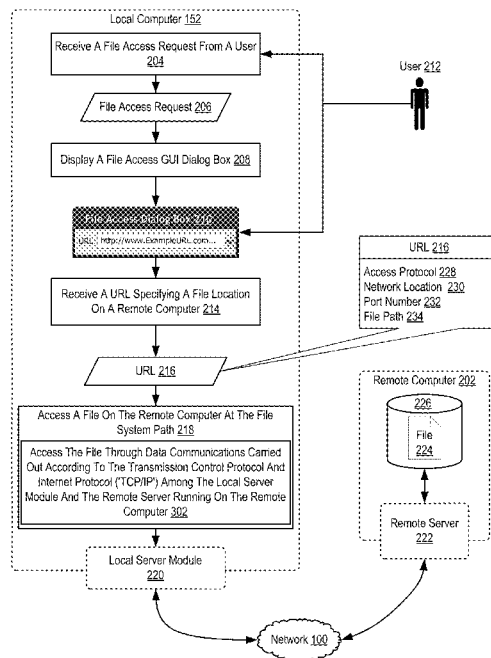 Local Computer 152
Receive A File Access Request From A User
204
User 212
File Access Request 206
Display A File Access GUI Dialog Box 208
File Access Dialog Box 210
URL: http://www.ExampleURL.com...
Receive A URL Specifying A File Location
On A Remote Computer 214
URL 216
Access Protocol 228
Network Location 230
Port Number 232
File Path 234
URL 216
Remote Computer 202
226
File
224
Access A File On The Remote Computer At The File
System Path 218
Access The File Through Data Communications Carried
Out According To The Transmission Control Protocol And
Internet Protocol ('TCP/IP') Among The Local Server
Module And The Remote Server Running On The Remote
Computer 302
Remote Server
222
Local Server Module
220
Network 100